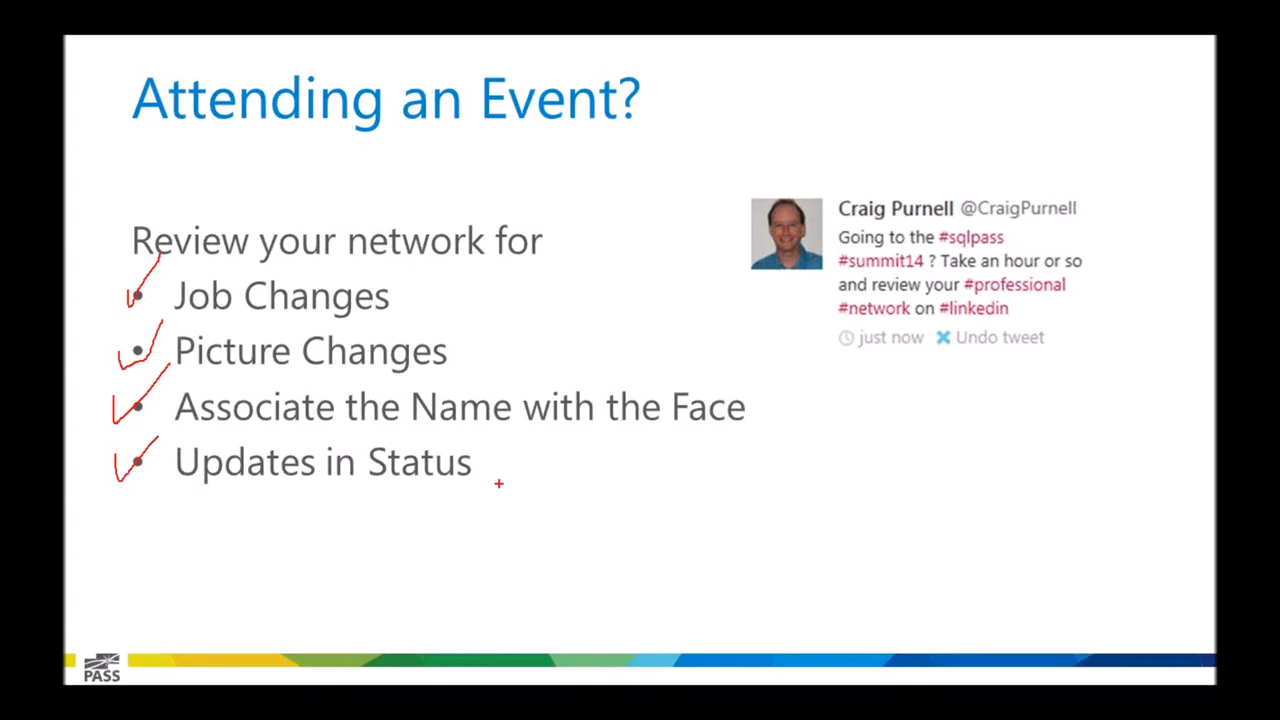 Attending an Event?
Review your network for
• Job Changes
• Picture Changes
• Associate the Name with the Face
• Updates in Status
Craig Purnell @CraigPurnell
Going to the #sqlpass
#summit14 ? Take an hour or so
and review your #professional
#network on #linkedin
just now Undo tweet
PASS